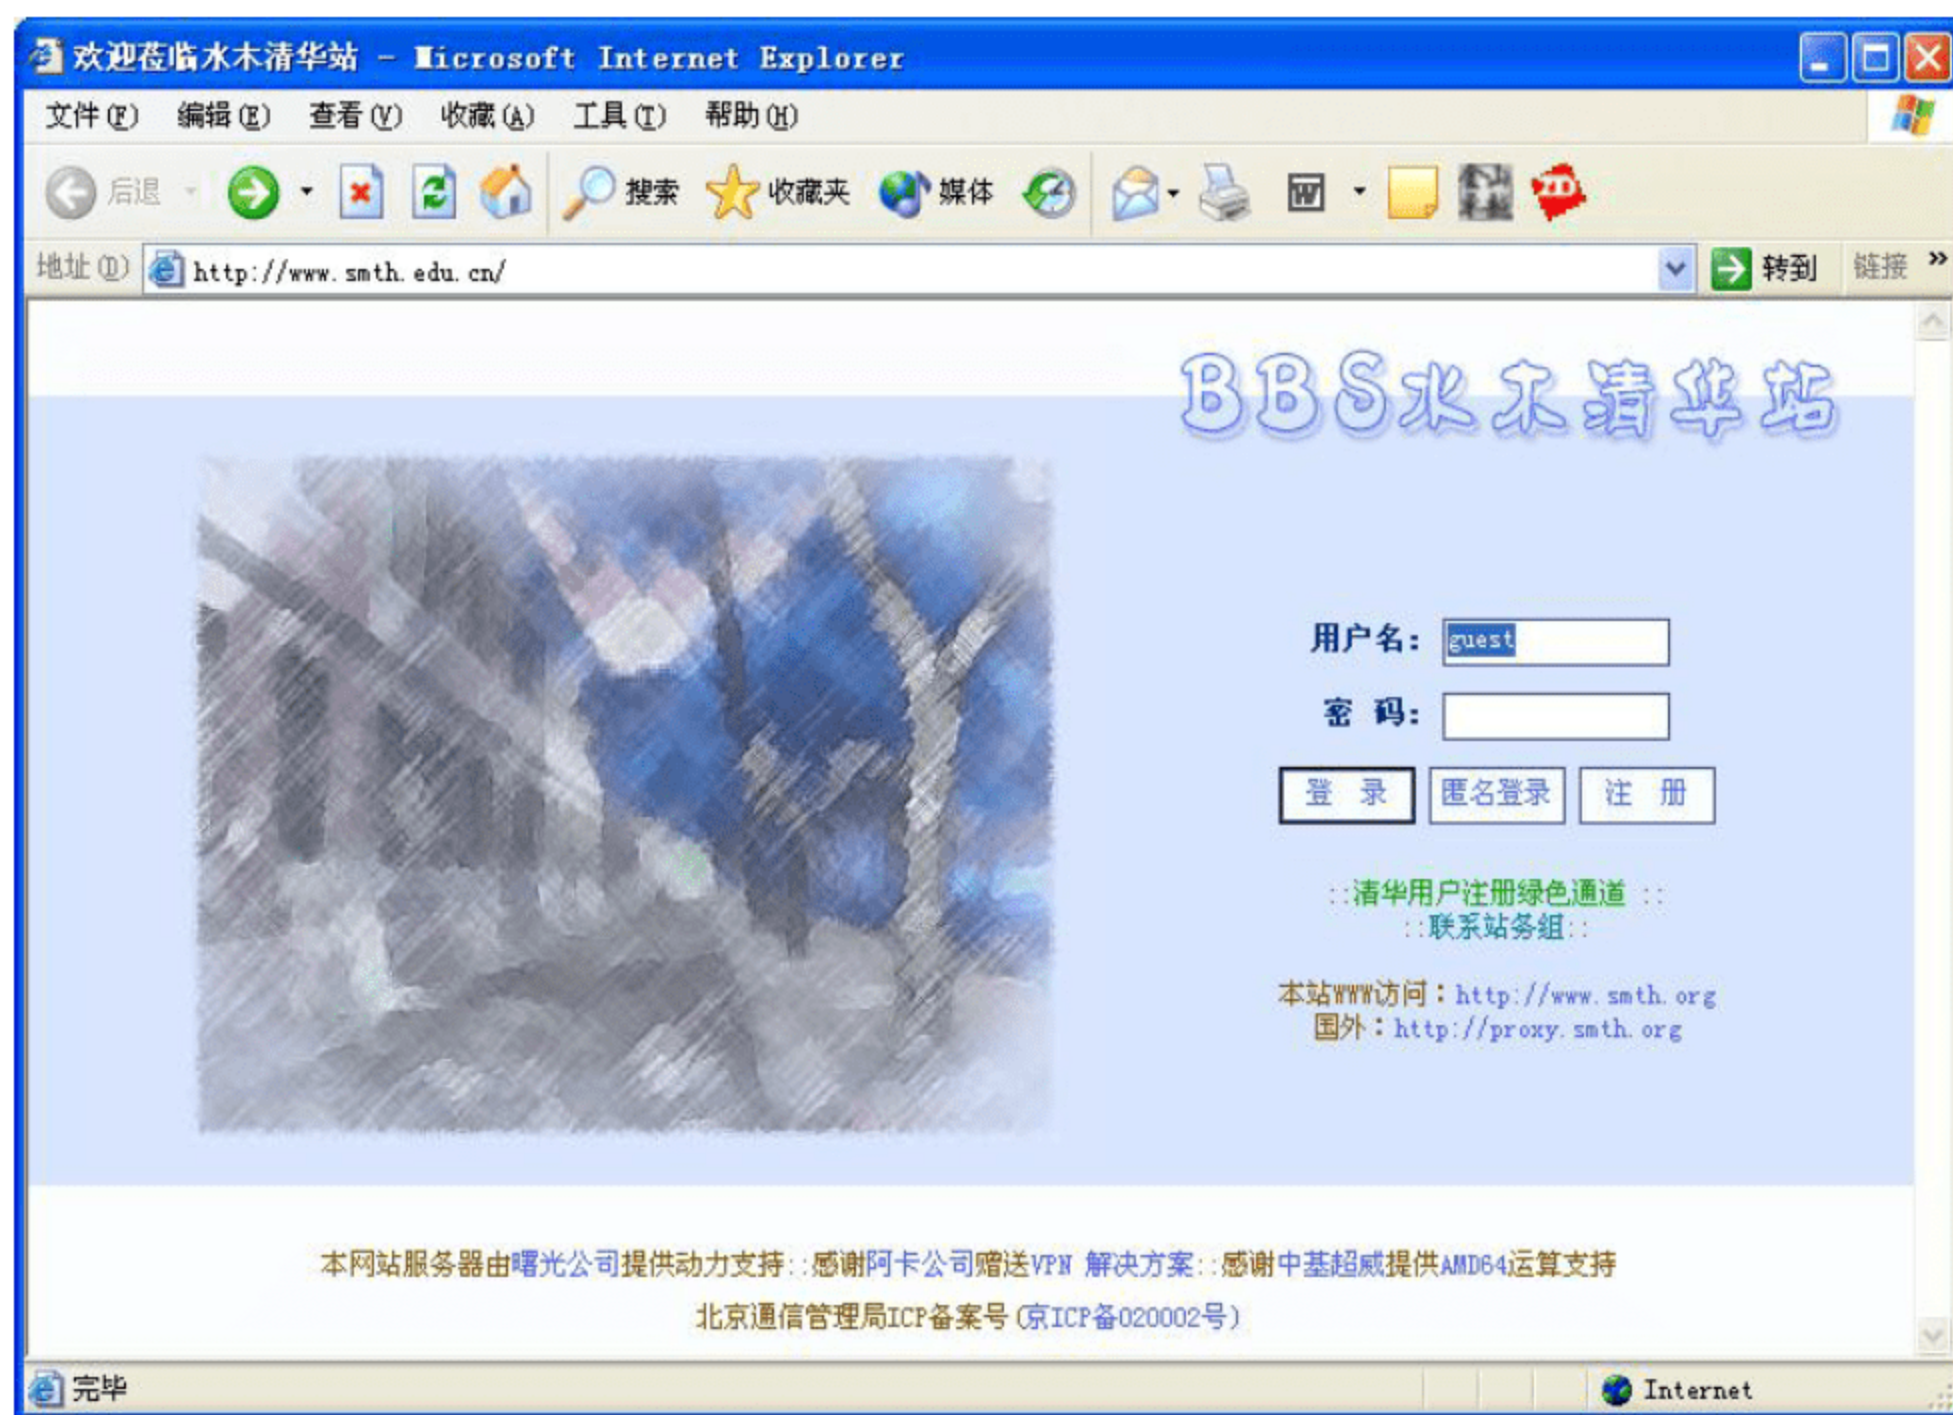 欢迎莅临水木清华站 - Microsoft Internet Explorer
文件(F) 编辑(E) 查看(V) 收藏(A) 工具(T) 帮助(H)
后退 搜索 收藏夹 媒体
地址(D) http://www.smth.edu.cn/ 转到 链接 »
BBS水木清华站
用户名： guest
密 码：
登 录 匿名登录 注 册
::清华用户注册绿色通道 ::
::联系站务组::
本站WWW访问：http://www.smth.org
国外：http://proxy.smth.org
本网站服务器由曙光公司提供动力支持::感谢阿卡公司赠送VPN 解决方案::感谢中基超威提供AMD64运算支持
北京通信管理局ICP备案号(京ICP备020002号)
完毕 Internet